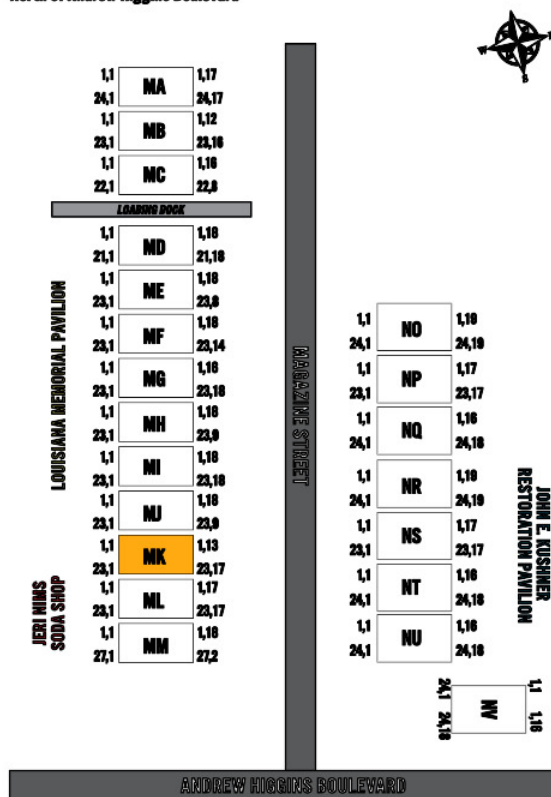 1,1 MA 1,17
24,1 24,17
1,1 MB 1,12
23,1 23,16
1,1 MC 1,16
22,1 22,8
LOADING DOCK
1,1 MD 1,18
21,1 21,18
1,1 ME 1,18
23,1 23,8
1,1 MF 1,18
23,1 23,14
1,1 MG 1,16
23,1 23,18
1,1 MH 1,18
23,1 23,9
1,1 MI 1,18
23,1 23,18
1,1 MJ 1,18
23,1 23,9
1,1 MK 1,13
23,1 23,17
1,1 ML 1,17
23,1 23,17
1,1 MM 1,18
27,1 27,2
LOUISIANA MEMORIAL PAVILION
JERI NIMS
SODA SHOP
MAGAZINE STREET
1,1 NO 1,19
24,1 24,19
1,1 NP 1,17
23,1 23,17
1,1 NQ 1,16
24,1 24,18
1,1 NR 1,19
24,1 24,19
1,1 NS 1,17
23,1 23,17
1,1 NT 1,16
24,1 24,18
1,1 NU 1,16
24,1 24,18
JOHN E. KUSHNER
RESTORATION PAVILION
1,1 NV 1,16
24,1 24,18
ANDREW HIGGINS BOULEVARD
N
E
S
W